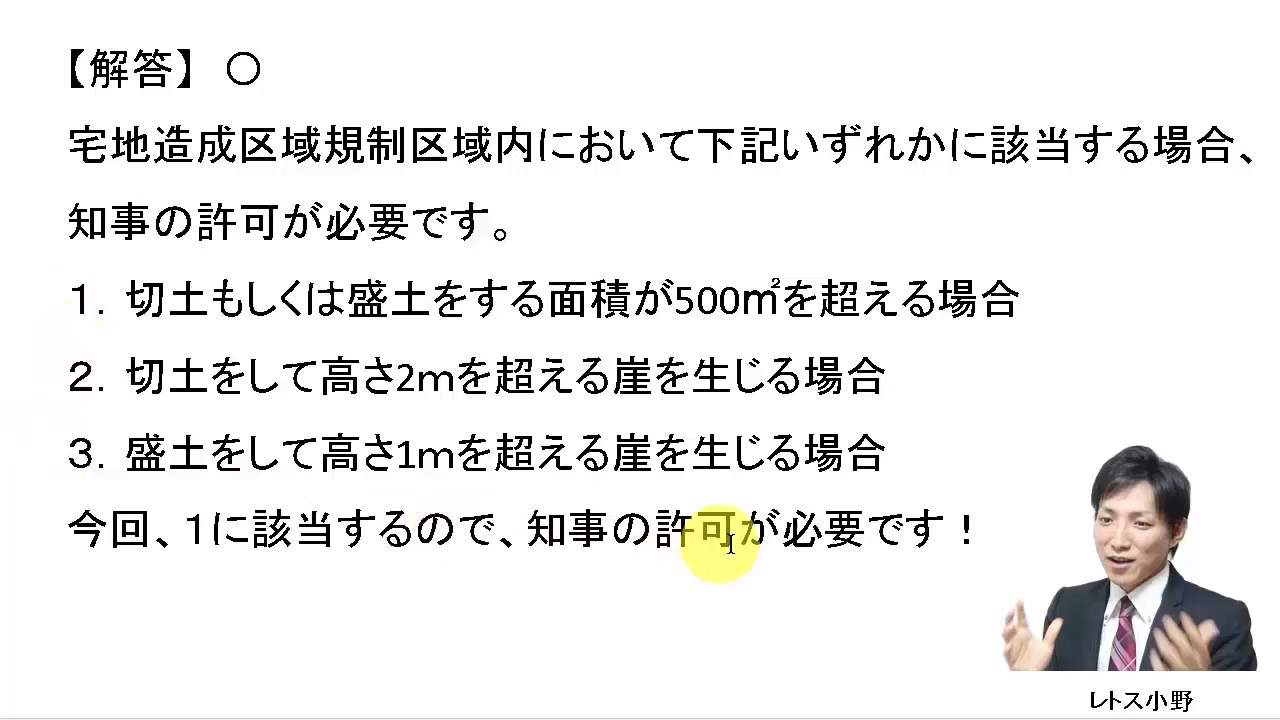 【解答】 〇
宅地造成区域規制区域内において下記いずれかに該当する場合、
知事の許可が必要です。
１．切土もしくは盛土をする面積が500㎡を超える場合
２．切土をして高さ2mを超える崖を生じる場合
３．盛土をして高さ1mを超える崖を生じる場合
今回、１に該当するので、知事の許可が必要です！
レトス小野